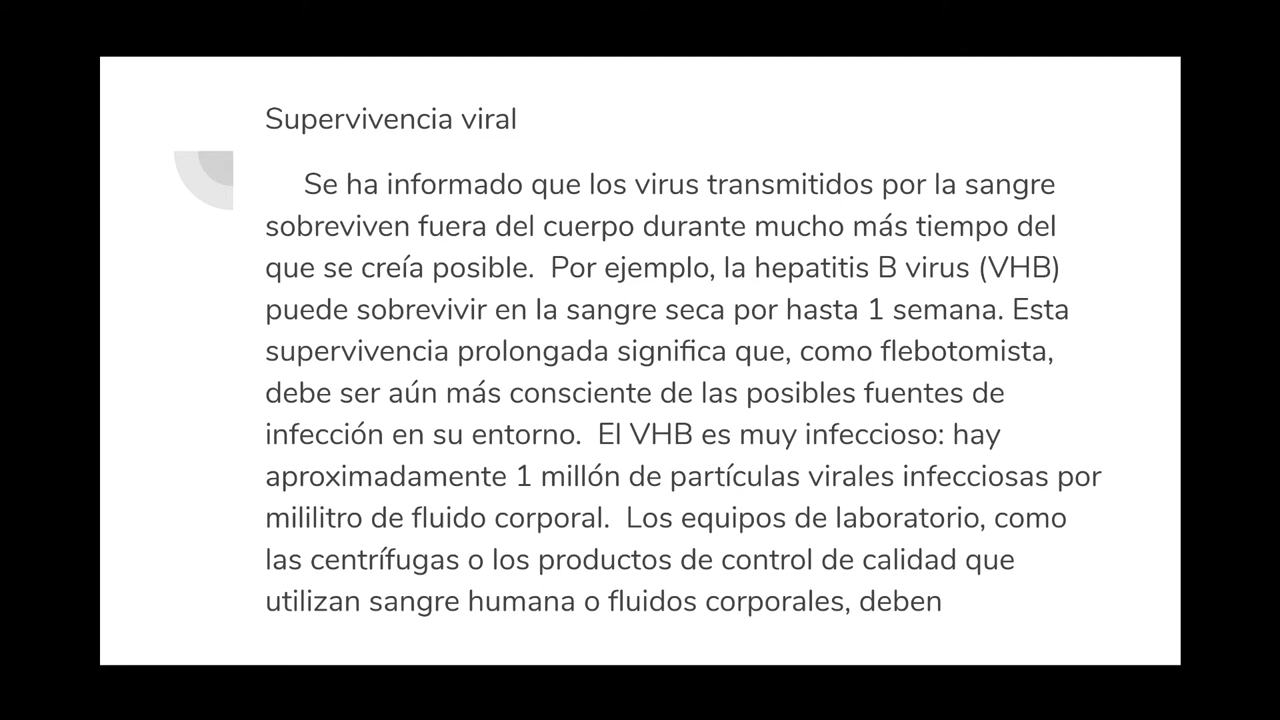 Supervivencia viral
Se ha informado que los virus transmitidos por la sangre
sobreviven fuera del cuerpo durante mucho más tiempo del
que se creía posible.  Por ejemplo, la hepatitis B virus (VHB)
puede sobrevivir en la sangre seca por hasta 1 semana. Esta
supervivencia prolongada significa que, como flebotomista,
debe ser aún más consciente de las posibles fuentes de
infección en su entorno.  El VHB es muy infeccioso: hay
aproximadamente 1 millón de partículas virales infecciosas por
mililitro de fluido corporal.  Los equipos de laboratorio, como
las centrífugas o los productos de control de calidad que
utilizan sangre humana o fluidos corporales, deben